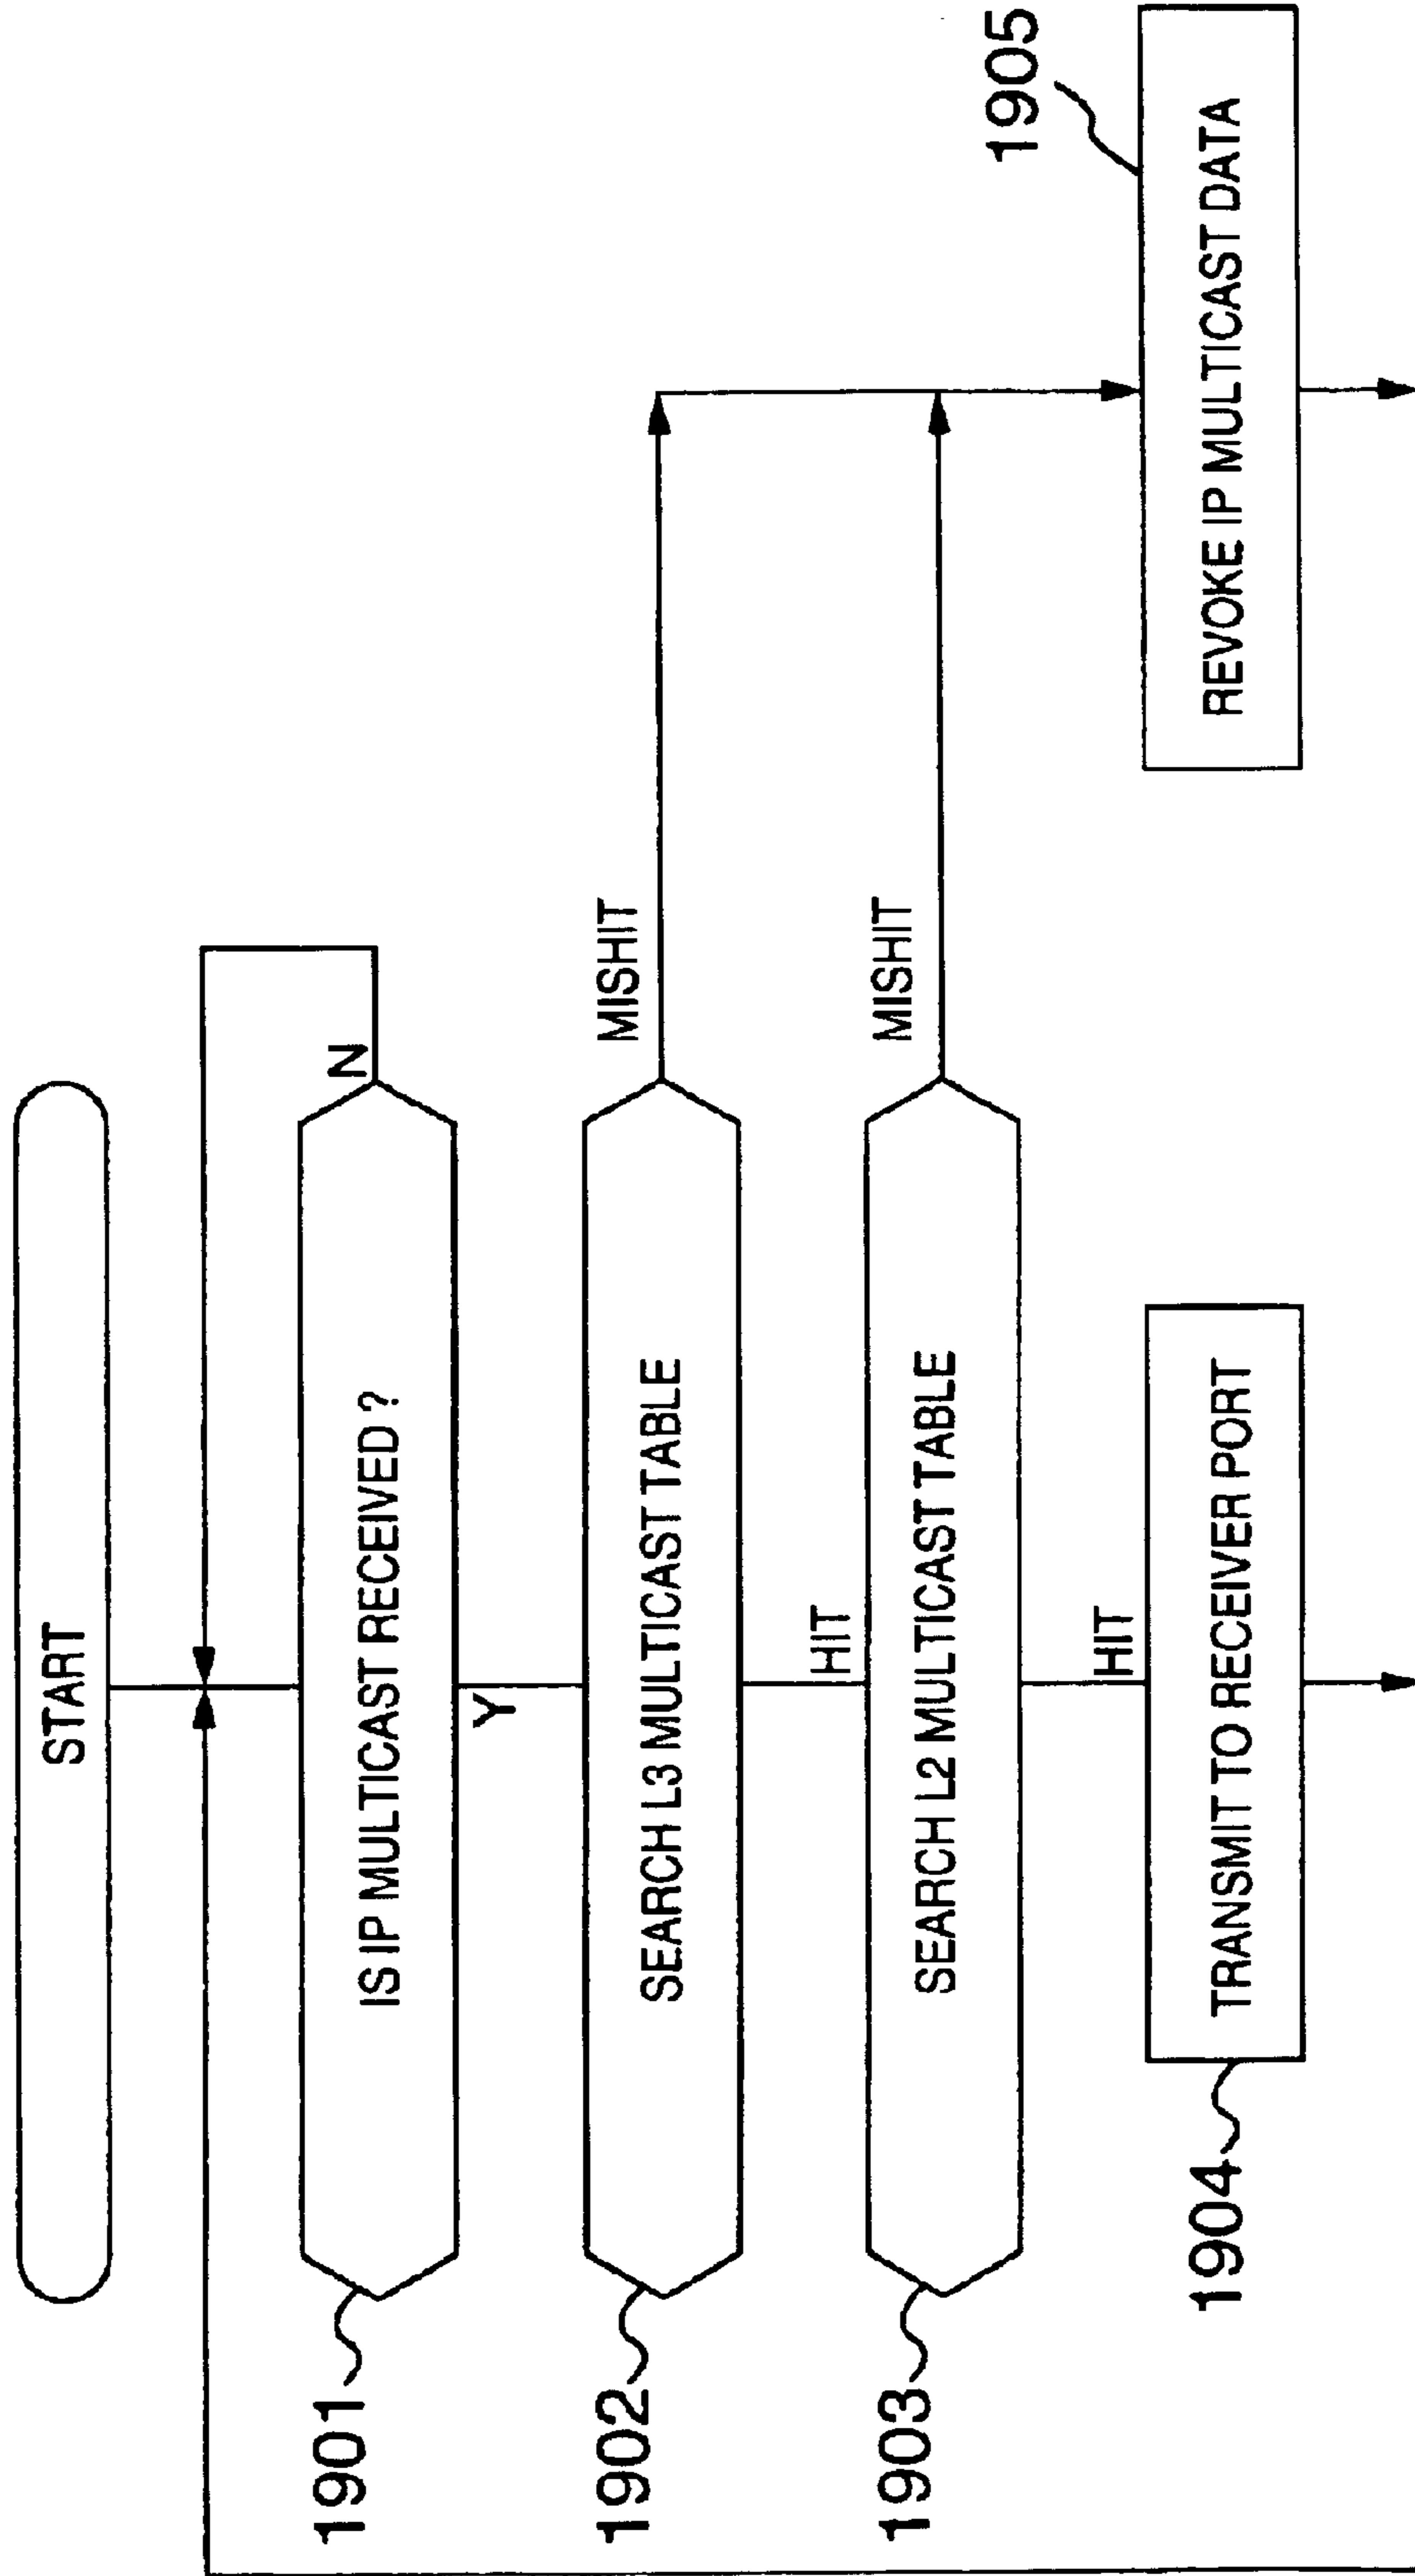 START
IS IP MULTICAST RECEIVED ?
N
1901
Y
SEARCH L3 MULTICAST TABLE
MISHIT
1902
HIT
SEARCH L2 MULTICAST TABLE
MISHIT
1903
HIT
TRANSMIT TO RECEIVER PORT
1904
REVOKE IP MULTICAST DATA
1905